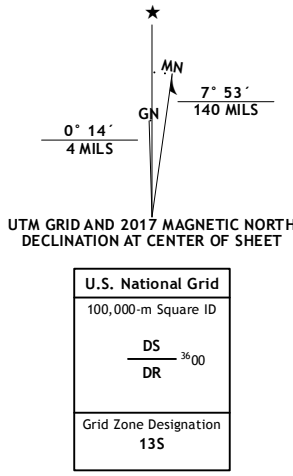 ★
MN
GN
7° 53´
140 MILS
0° 14´
4 MILS
UTM GRID AND 2017 MAGNETIC NORTH
DECLINATION AT CENTER OF SHEET
U.S. National Grid
100,000-m Square ID
DS
³⁶00
DR
Grid Zone Designation
13S